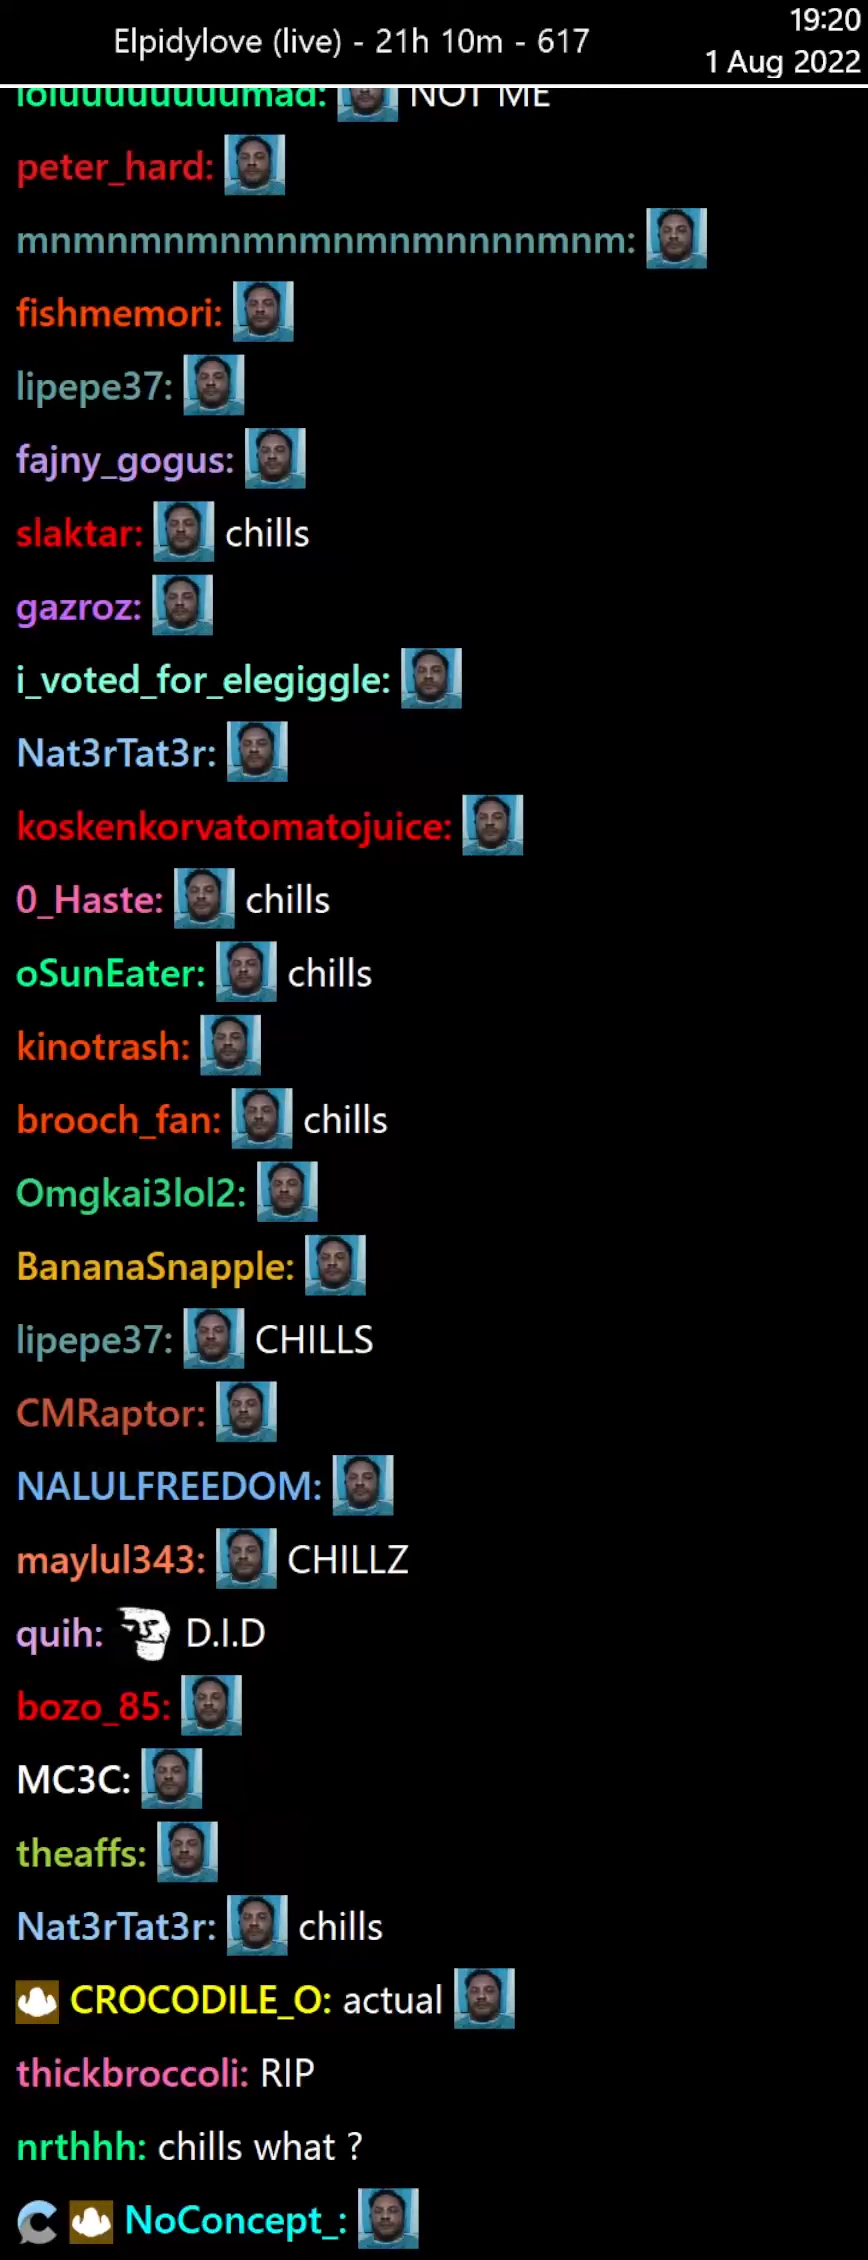 Elpidylove (live) - 21h 10m - 617
19:20
1 Aug 2022
NOT ME
peter_hard:
mnmnmnmnmnmnmnmnmnnnnmnm:
fishmemori:
lipepe37:
fajny_gogus:
slaktar: chills
gazroz:
i_voted_for_elegiggle:
Nat3rTat3r:
koskenkorvatomatojuice:
0_Haste: chills
oSunEater: chills
kinotrash:
brooch_fan: chills
Omgkai3lol2:
BananaSnapple:
lipepe37: CHILLS
CMRaptor:
NALULFREEDOM:
maylul343: CHILLZ
quih: D.I.D
bozo_85:
MC3C:
theaffs:
Nat3rTat3r: chills
CROCODILE_O: actual
thickbroccoli: RIP
nrthhh: chills what ?
NoConcept_: